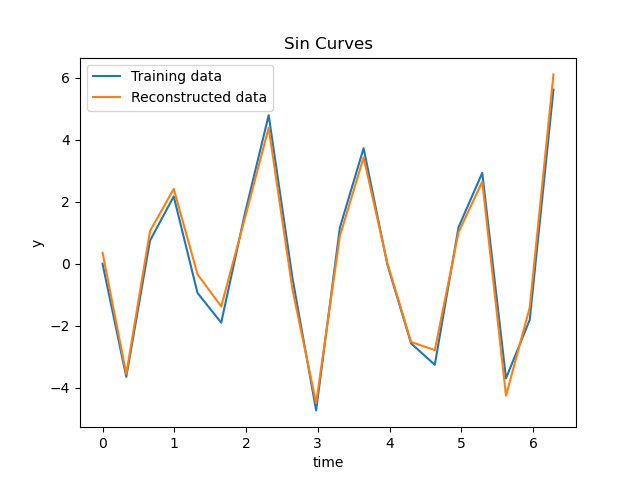 Sin Curves
Training data
Reconstructed data
6
4
2
0
−2
−4
y
0 1 2 3 4 5 6
time